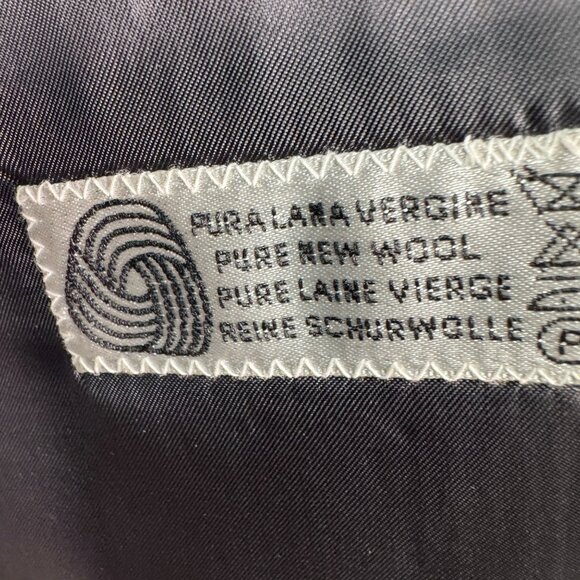 PURA LANA VERGINE
PURE NEW WOOL
PURE LAINE VIERGE
REINE SCHURWOLLE